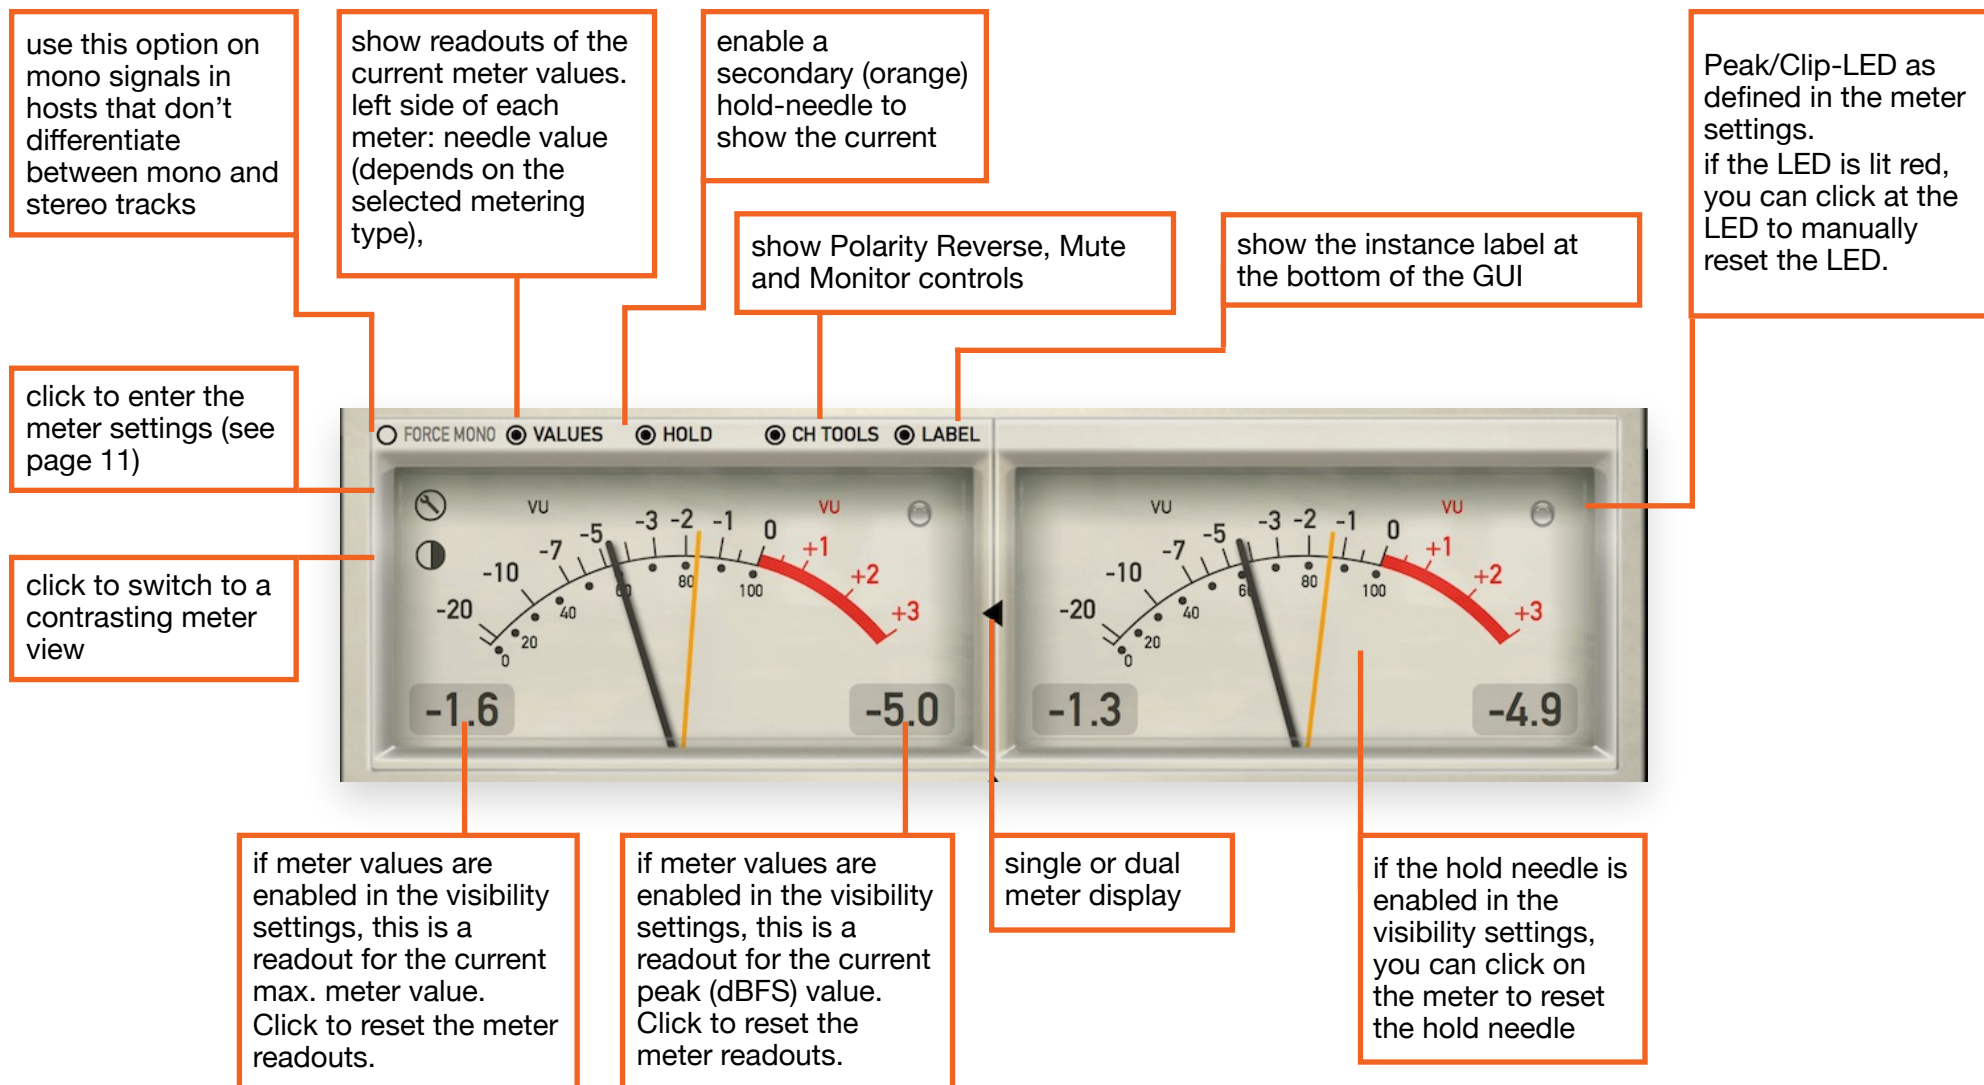 use this option on
mono signals in
hosts that don't
differentiate
between mono and
stereo tracks
show readouts of the
current meter values.
left side of each
meter: needle value
(depends on the
selected metering
type),
enable a
secondary (orange)
hold-needle to
show the current
show Polarity Reverse, Mute
and Monitor controls
show the instance label at
the bottom of the GUI
Peak/Clip-LED as
defined in the meter
settings.
if the LED is lit red,
you can click at the
LED to manually
reset the LED.
click to enter the
meter settings (see
page 11)
click to switch to a
contrasting meter
view
FORCE MONO VALUES HOLD CH TOOLS LABEL
VU VU
-20 -10 -7 -5 -3 -2 -1 0 +1 +2 +3
0 20 40 60 80 100
-1.6 -5.0
VU VU
-20 -10 -7 -5 -3 -2 -1 0 +1 +2 +3
0 20 40 60 80 100
-1.3 -4.9
if meter values are
enabled in the visibility
settings, this is a
readout for the current
max. meter value.
Click to reset the meter
readouts.
if meter values are
enabled in the visibility
settings, this is a
readout for the current
peak (dBFS) value.
Click to reset the
meter readouts.
single or dual
meter display
if the hold needle is
enabled in the
visibility settings,
you can click on
the meter to reset
the hold needle